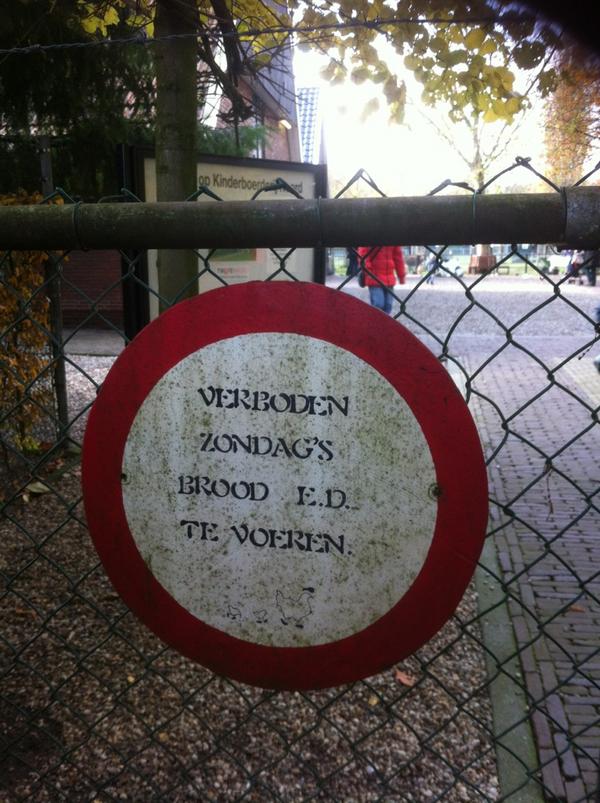 op Kinderboerderij
VERBODEN
ZONDAG'S
BROOD E.D.
TE VOEREN.